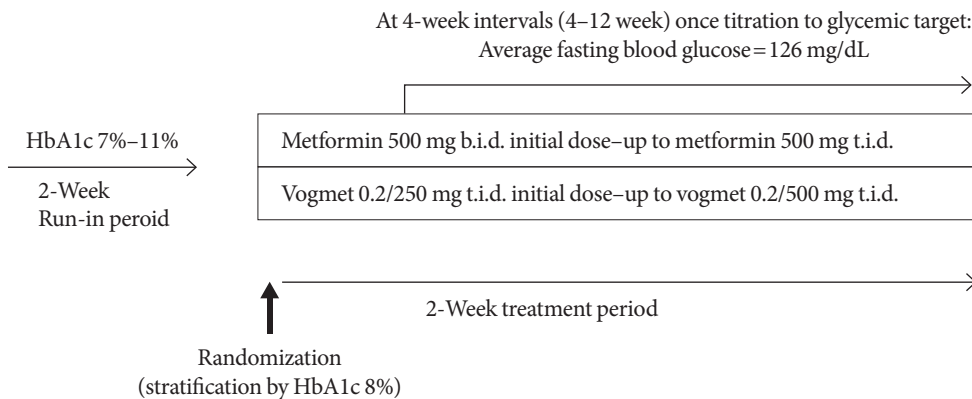 At 4-week intervals (4–12 week) once titration to glycemic target:
Average fasting blood glucose=126 mg/dL
HbA1c 7%–11%
2-Week
Run-in peroid
Metformin 500 mg b.i.d. initial dose–up to metformin 500 mg t.i.d.
Vogmet 0.2/250 mg t.i.d. initial dose–up to vogmet 0.2/500 mg t.i.d.
2-Week treatment period
Randomization
(stratification by HbA1c 8%)